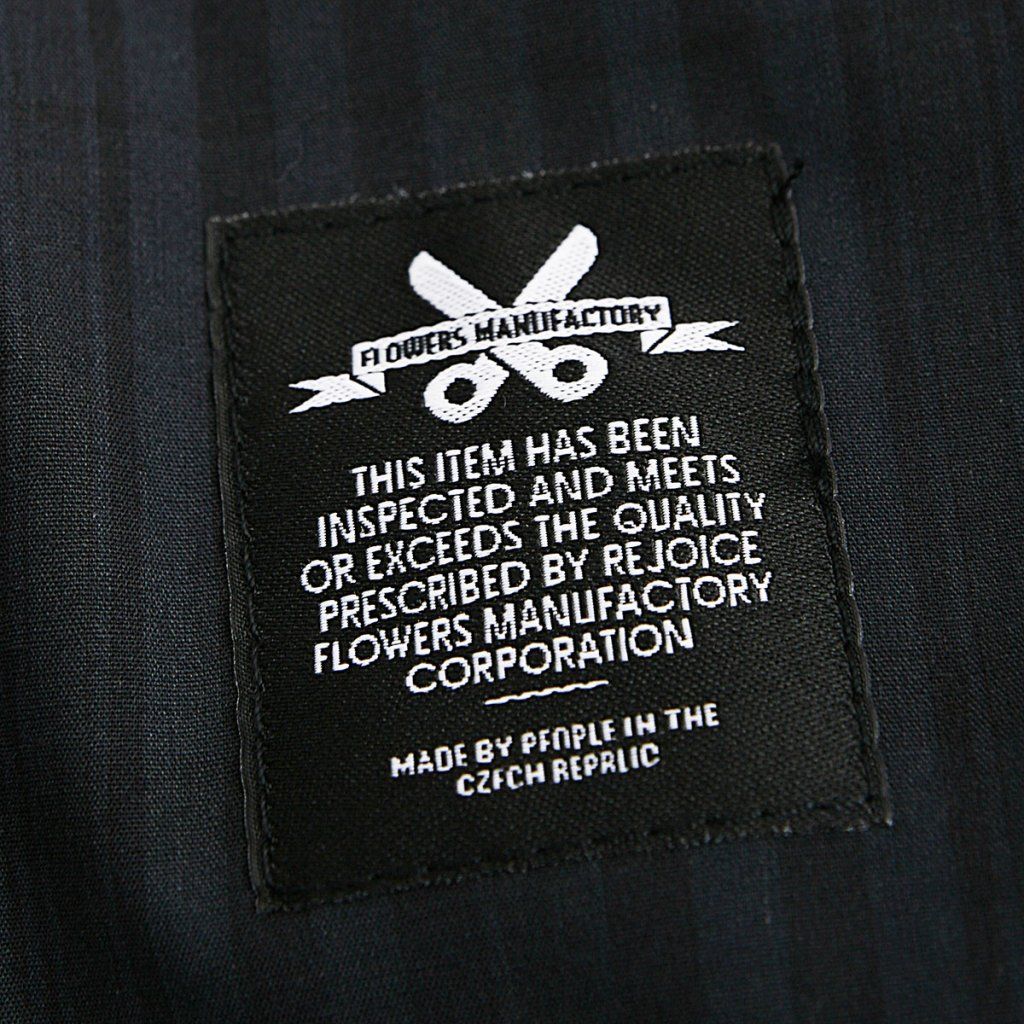 FLOWERS MANUFACTORY
THIS ITEM HAS BEEN
INSPECTED AND MEETS
OR EXCEEDS THE QUALITY
PRESCRIBED BY REJOICE
FLOWERS MANUFACTORY
CORPORATION
MADE BY PEOPLE IN THE
CZECH REPRLIC